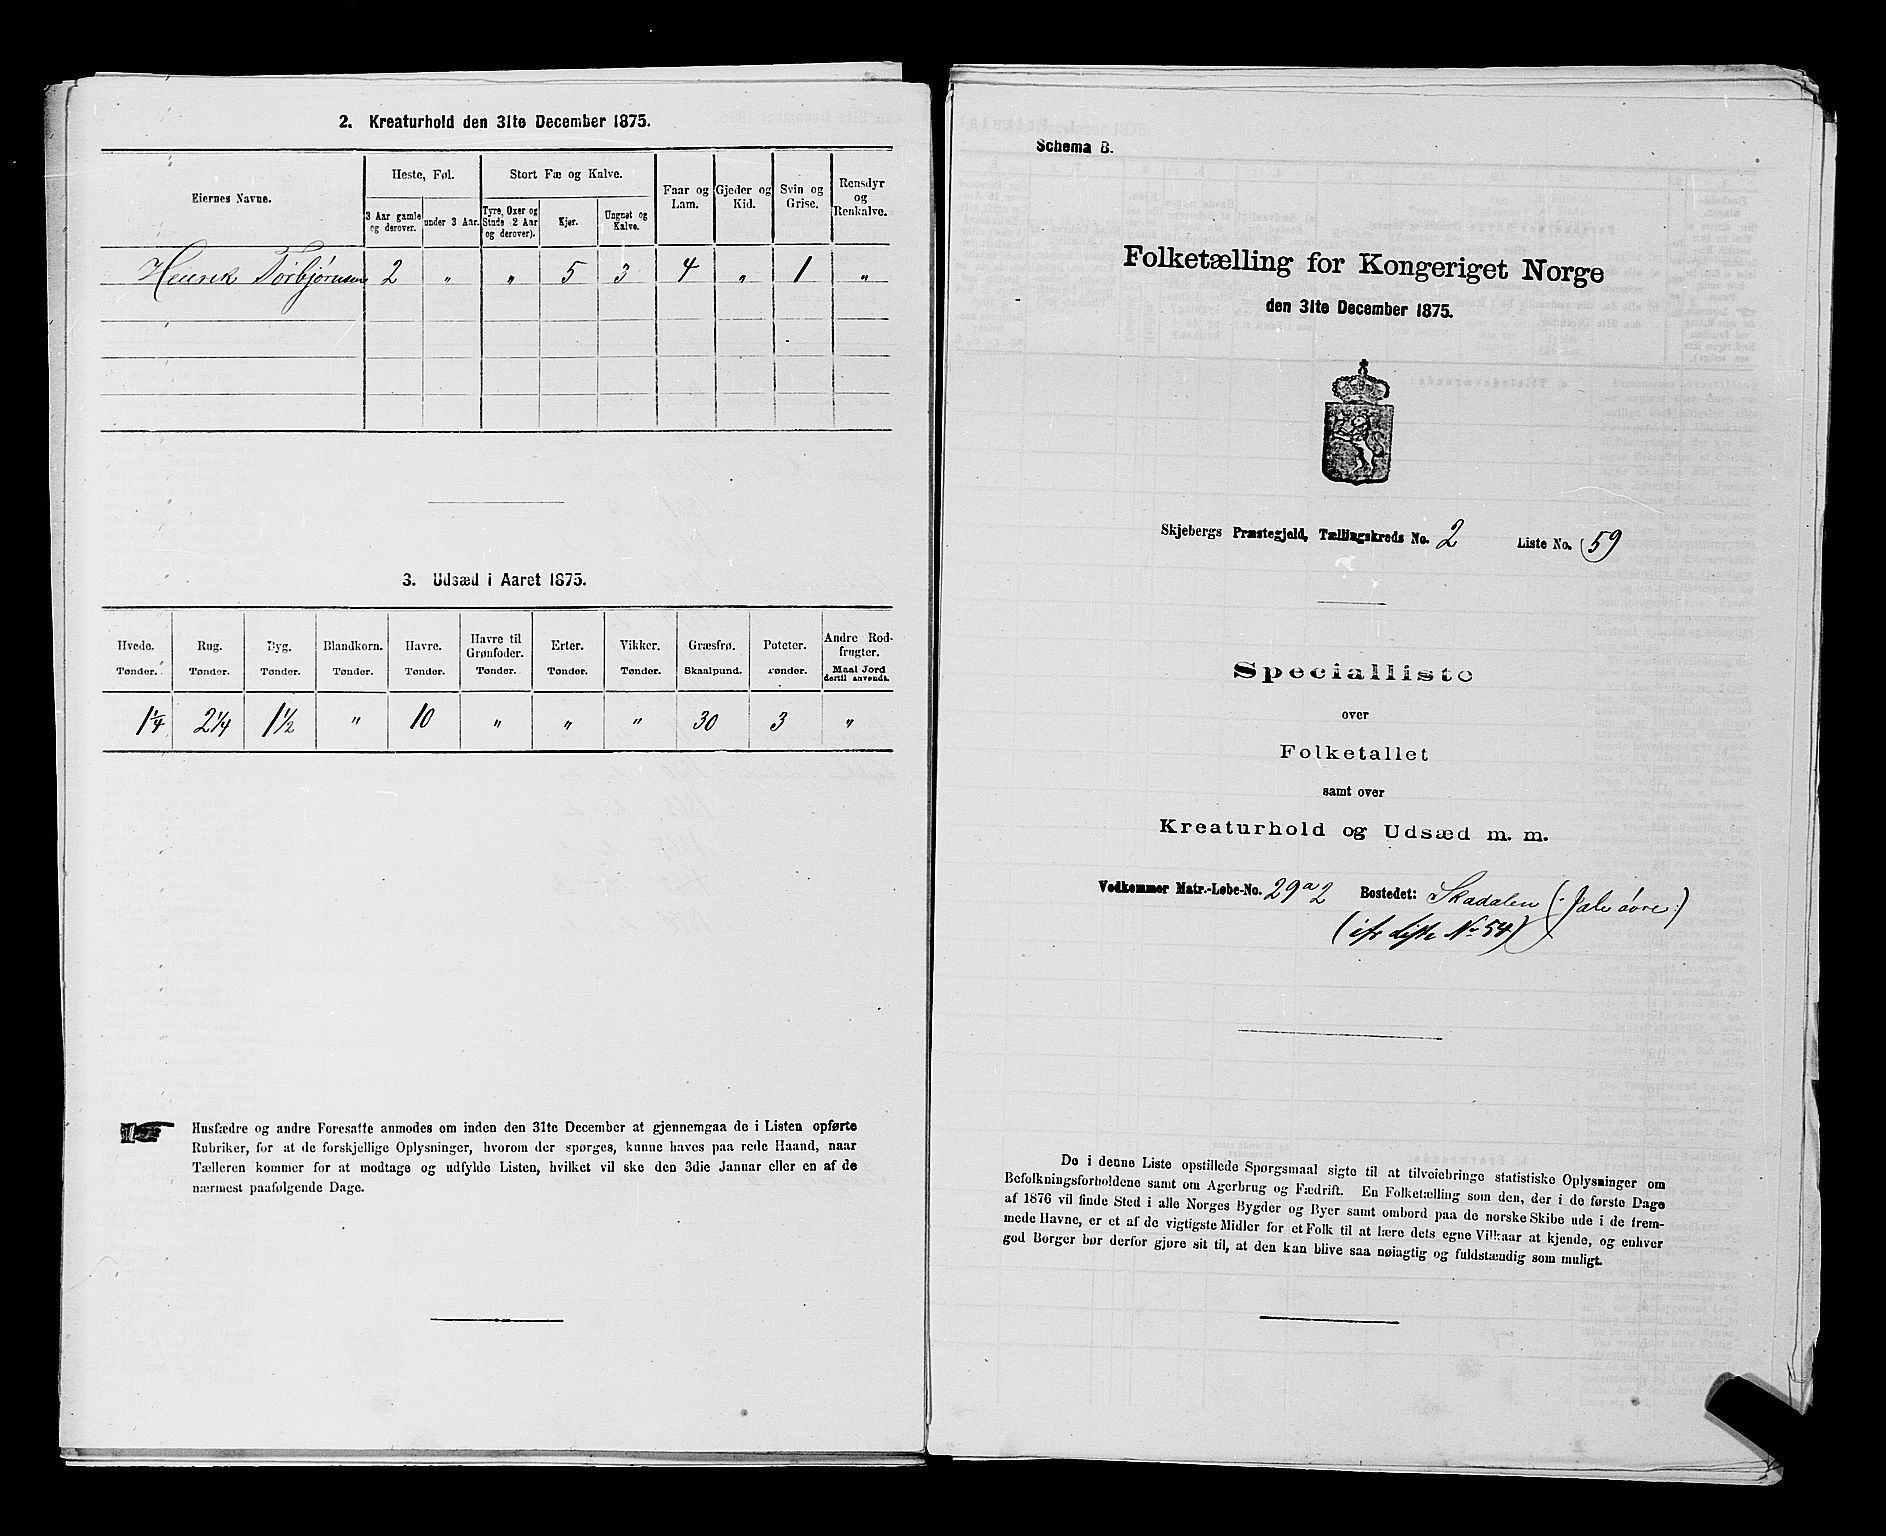 2. Kreaturhold den 31te December 1875.
Eiernes Navne.
Heste, Føl.
3 Aar gamle og derover.
under 3 Aar.
Stort Fæ og Kalve.
Tyre, Oxer og Stude 2 Aar og derover).
Kjør.
Ungnøt og Kalve.
Faar og Lam.
Gjeder og Kid.
Svin og Grise.
Rensdyr og Renkalve.
Henrik Torbjørnsen 2 " " 5 3 4 " 1 "
3. Udsæd i Aaret 1875.
Hvede. Rug. Byg. Blandkorn. Havre. Havre til Grønfoder. Erter. Vikker. Græsfrø. Poteter. Andre Rodfrugter.
Tønder. Tønder. Tønder. Tønder. Tønder. Tønder. Tønder. Tønder. Skaalpund. Tønder. Maal Jord dertil anvendt.
1¼ 2¼ 1½ " 10 " " " 30 3 "
Husfædre og andre Foresatte anmodes om inden den 31te December at gjennemgaa de i Listen opførte
Rubriker, for at de forskjellige Oplysninger, hvorom der spørges, kunne haves paa rede Haand, naar
Tælleren kommer for at modtage og udfylde Listen, hvilket vil ske den 3die Januar eller en af de
nærmest paafølgende Dage.
Schema B.
Folketælling for Kongeriget Norge
den 31te December 1875.
Skjebergs Præstegjeld, Tællingskreds No. 2 Liste No. 59
Specialliste
over
Folketallet
samt over
Kreaturhold og Udsæd m. m.
Vedkommer Matr.-Løbe-No. 29a2 Bostedet: Skadalen (: Jale øvre :)
(cfr Liste No 54)
De i denne Liste opstillede Spørgsmaal sigte til at tilveiebringe statistiske Oplysninger om
Befolkningsforholdene samt om Agerbrug og Fædrift. En Folketælling som den, der i de første Dage
af 1876 vil finde Sted i alle Norges Bygder og Byer samt ombord paa de norske Skibe ude i de frem-
mede Havne, er et af de vigtigste Midler for et Folk til at lære dets egne Vilkaar at kjende, og enhver
god Borger bør derfor gjøre sit til, at den kan blive saa nøiagtig og fuldstændig som muligt.